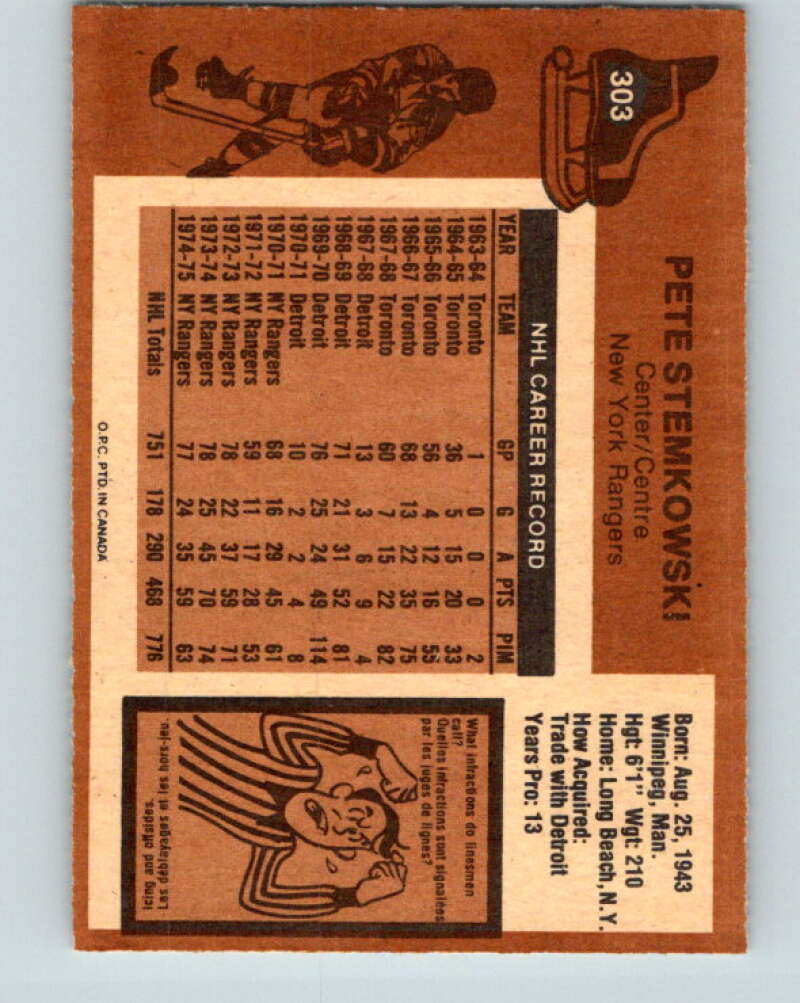 303
PETE STEMKOWSKI
Center/Centre
New York Rangers
Born: Aug. 25, 1943
Winnipeg, Man.
Hgt: 6'1" Wgt: 210
Home: Long Beach, N.Y.
How Acquired:
Trade with Detroit
Years Pro: 13
NHL CAREER RECORD
YEAR TEAM GP G A PTS PIM
1963-64 Toronto 1 0 0 0 2
1964-65 Toronto 36 5 15 20 33
1965-66 Toronto 56 4 12 16 55
1966-67 Toronto 68 13 22 35 75
1967-68 Toronto 60 7 15 22 82
1967-68 Detroit 13 3 6 9 4
1968-69 Detroit 71 21 31 52 81
1969-70 Detroit 76 25 24 49 114
1970-71 Detroit 10 2 2 4 8
1970-71 NY Rangers 68 16 29 45 61
1971-72 NY Rangers 59 11 17 28 53
1972-73 NY Rangers 78 22 37 59 71
1973-74 NY Rangers 78 25 45 70 74
1974-75 NY Rangers 77 24 35 59 63
NHL Totals 751 178 290 468 776
What infractions do linesmen
call?
Quelles infractions sont signalées
par les juges de lignes?
Icing and offsides.
Les déblayages et les hors-jeu.
O.P.C. PTD. IN CANADA